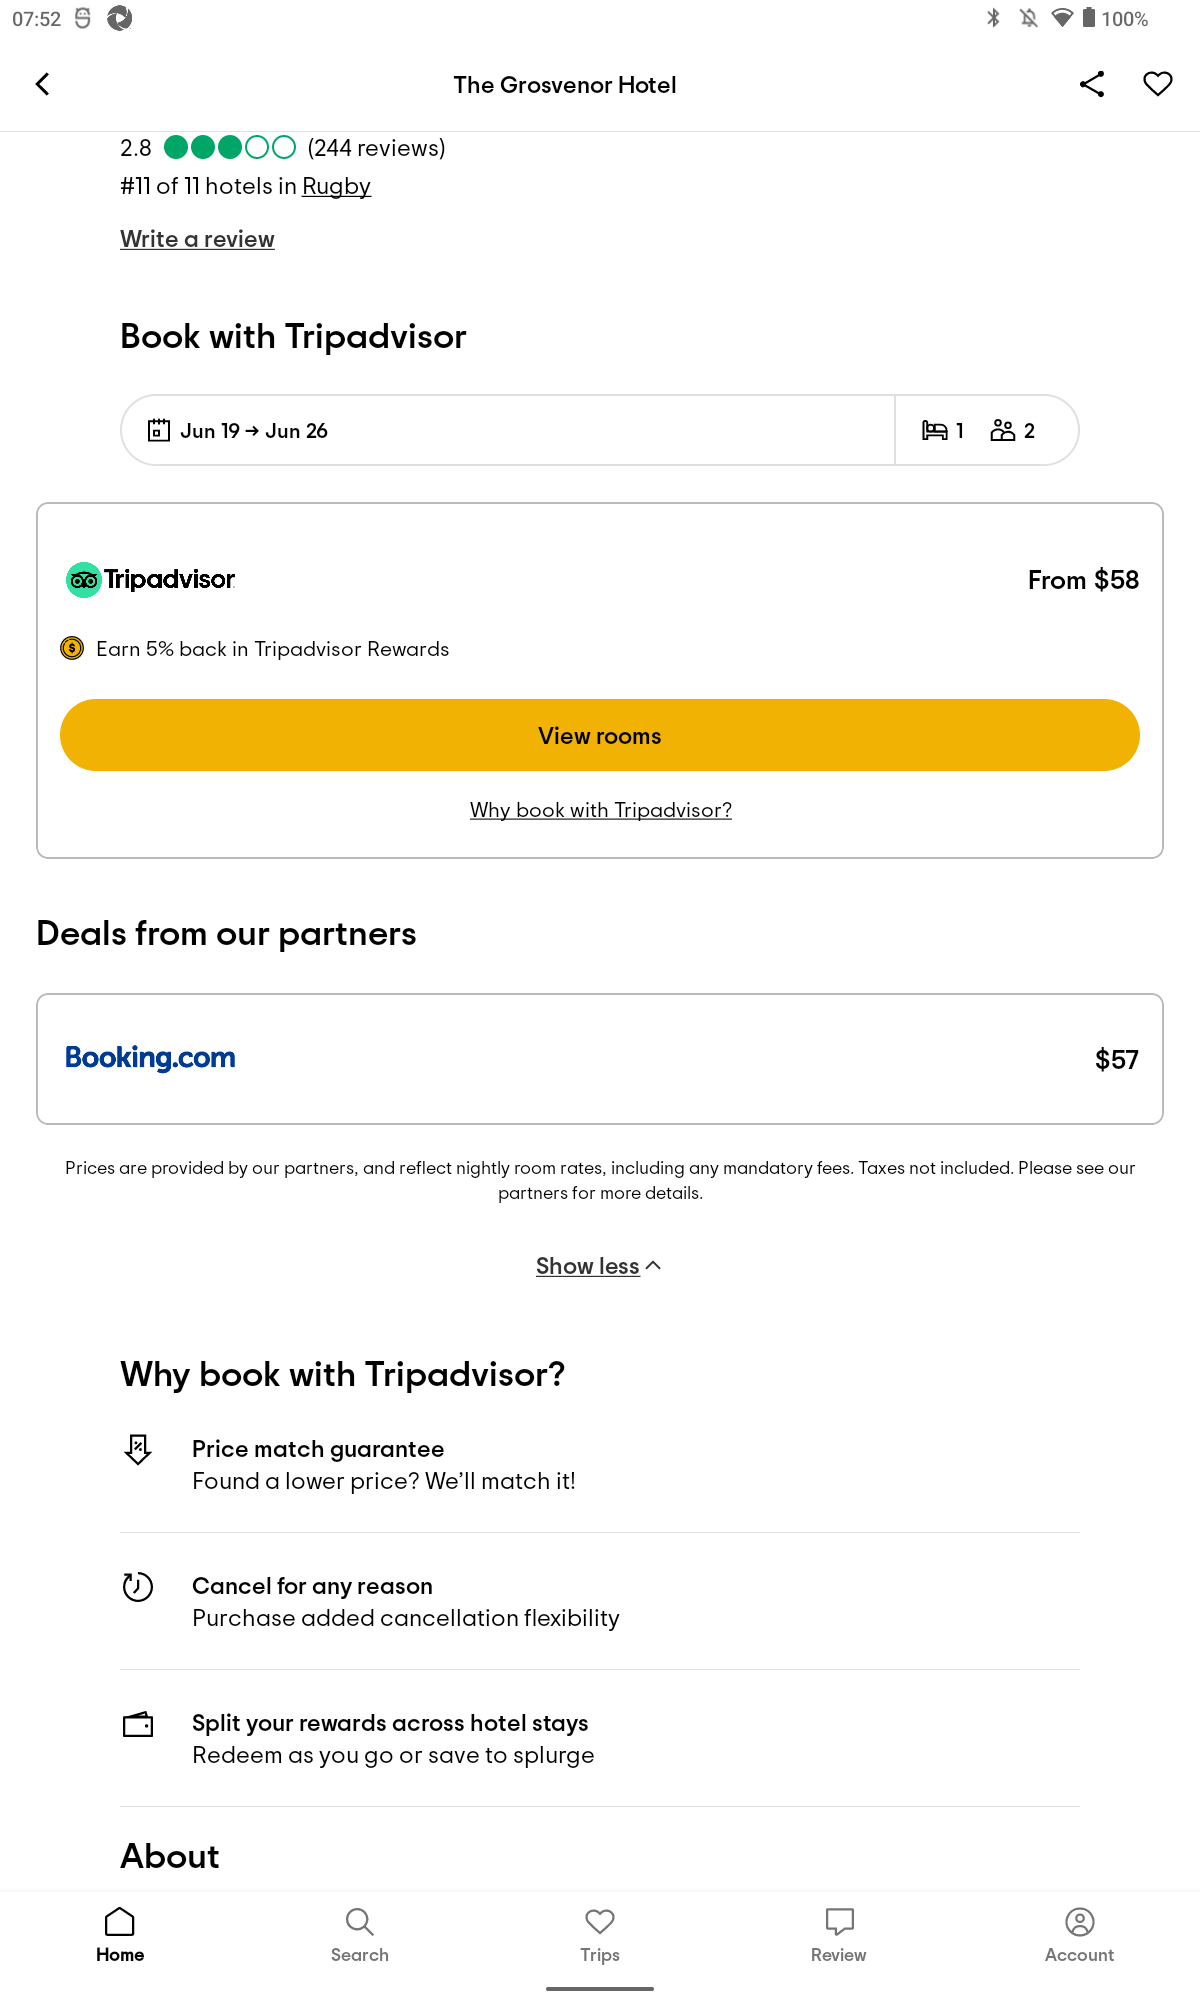 07:52
100%
The Grosvenor Hotel
2.8 (244 reviews)
#11 of 11 hotels in Rugby
Write a review
Book with Tripadvisor
Jun 19 → Jun 26
1 2
Tripadvisor
From $58
Earn 5% back in Tripadvisor Rewards
View rooms
Why book with Tripadvisor?
Deals from our partners
Booking.com
$57
Prices are provided by our partners, and reflect nightly room rates, including any mandatory fees. Taxes not included. Please see our
partners for more details.
Show less
Why book with Tripadvisor?
Price match guarantee
Found a lower price? We’ll match it!
Cancel for any reason
Purchase added cancellation flexibility
Split your rewards across hotel stays
Redeem as you go or save to splurge
About
Home
Search
Trips
Review
Account